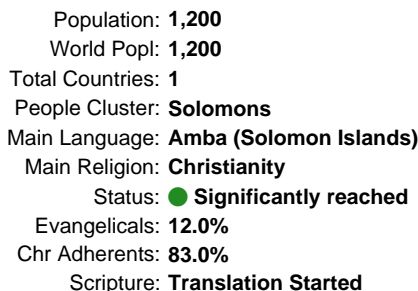 Population: 1,200
World Popl: 1,200
Total Countries: 1
People Cluster: Solomons
Main Language: Amba (Solomon Islands)
Main Religion: Christianity
Status: Significantly reached
Evangelicals: 12.0%
Chr Adherents: 83.0%
Scripture: Translation Started